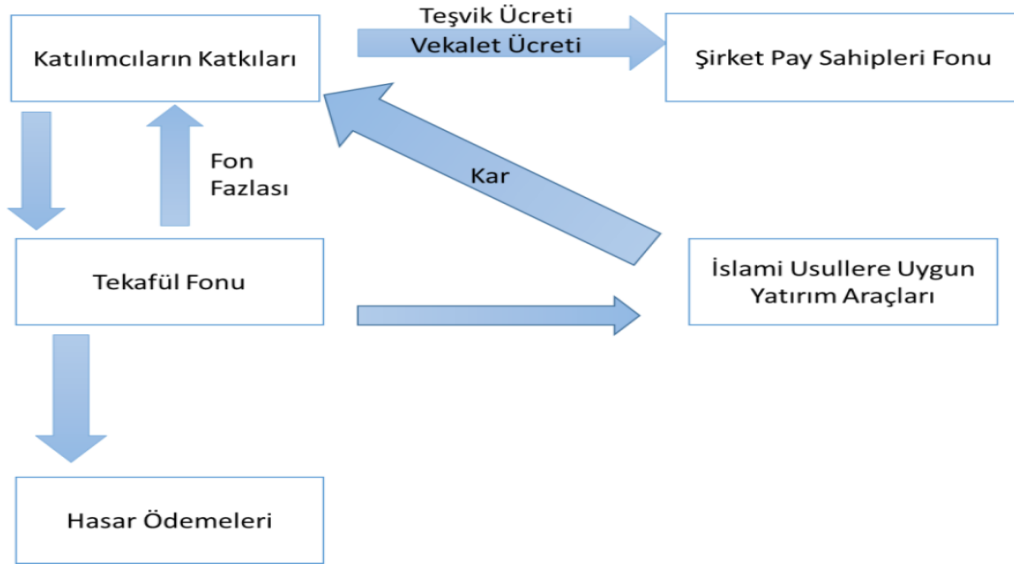 Teşvik Ücreti
Katılımcıların Katkıları
Vekalet Ücreti
Şirket Pay Sahipleri Fonu
Fon
Fazlası
Kar
Tekafül Fonu
İslami Usullere Uygun
Yatırım Araçları
Hasar Ödemeleri